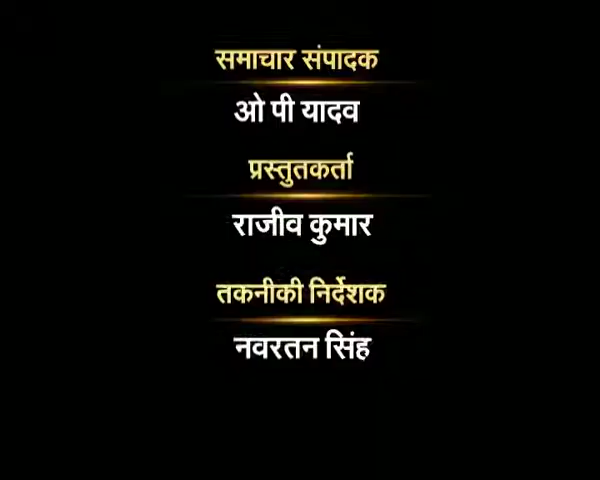 समाचार संपादक
ओ पी यादव
प्रस्तुतकर्ता
राजीव कुमार
तकनीकी निर्देशक
नवरतन सिंह